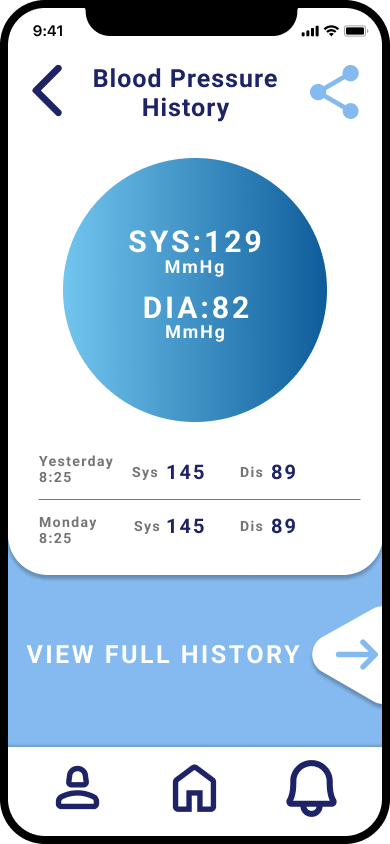 9:41
Blood Pressure
History
SYS:129
MmHg
DIA:82
MmHg
Yesterday
8:25
Sys 145 Dis 89
Monday
8:25
Sys 145 Dis 89
VIEW FULL HISTORY